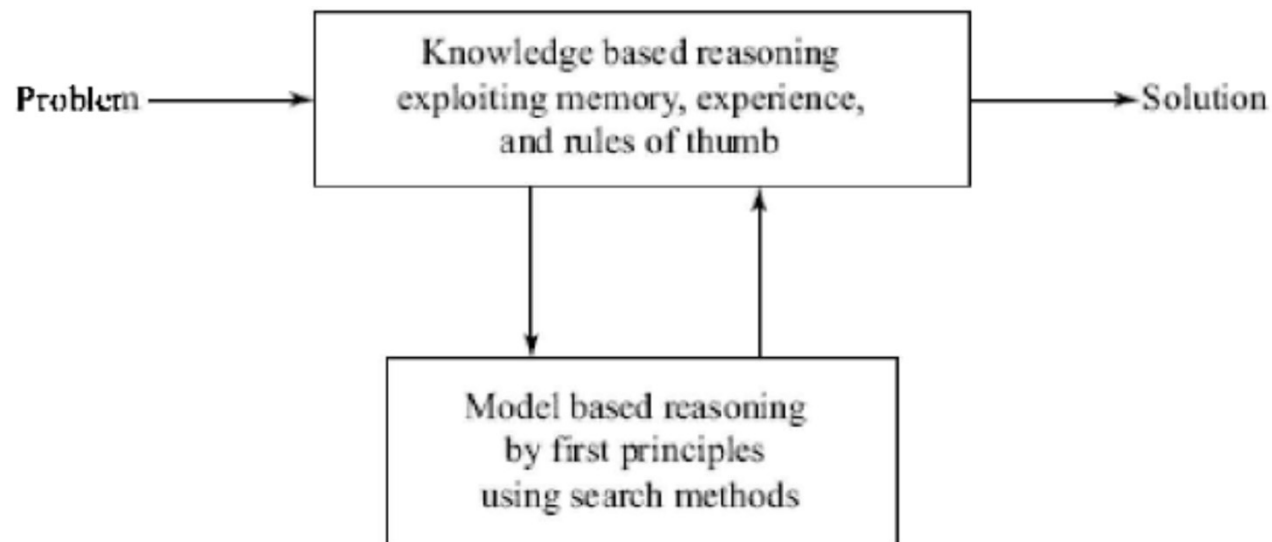 Knowledge based reasoning
Problem
exploiting memory, experience,
Solution
and rules of thumb
Model based reasoning
by first principles
using search methods